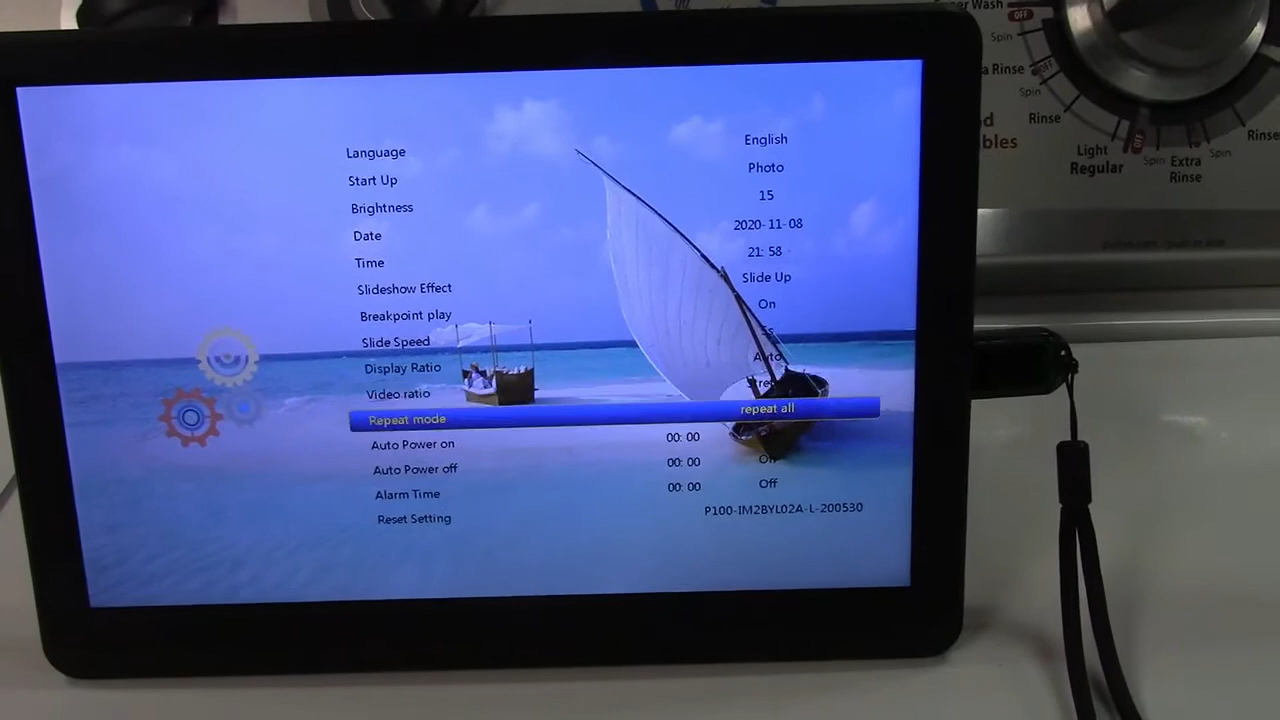 Language English
Start Up Photo
Brightness 15
Date 2020-11-08
Time 21:58
Slideshow Effect Slide Up
Breakpoint play On
Slide Speed
Display Ratio Auto
Video ratio
Repeat mode repeat all
Auto Power on 00:00
Auto Power off 00:00
Alarm Time 00:00 Off
Reset Setting P100-IM2BYL02A-L-200530
Wash
OFF
Spin
Rinse
OFF
Spin
Rinse
Light
Regular
OFF
Spin
Extra
Rinse
Spin
Rinse